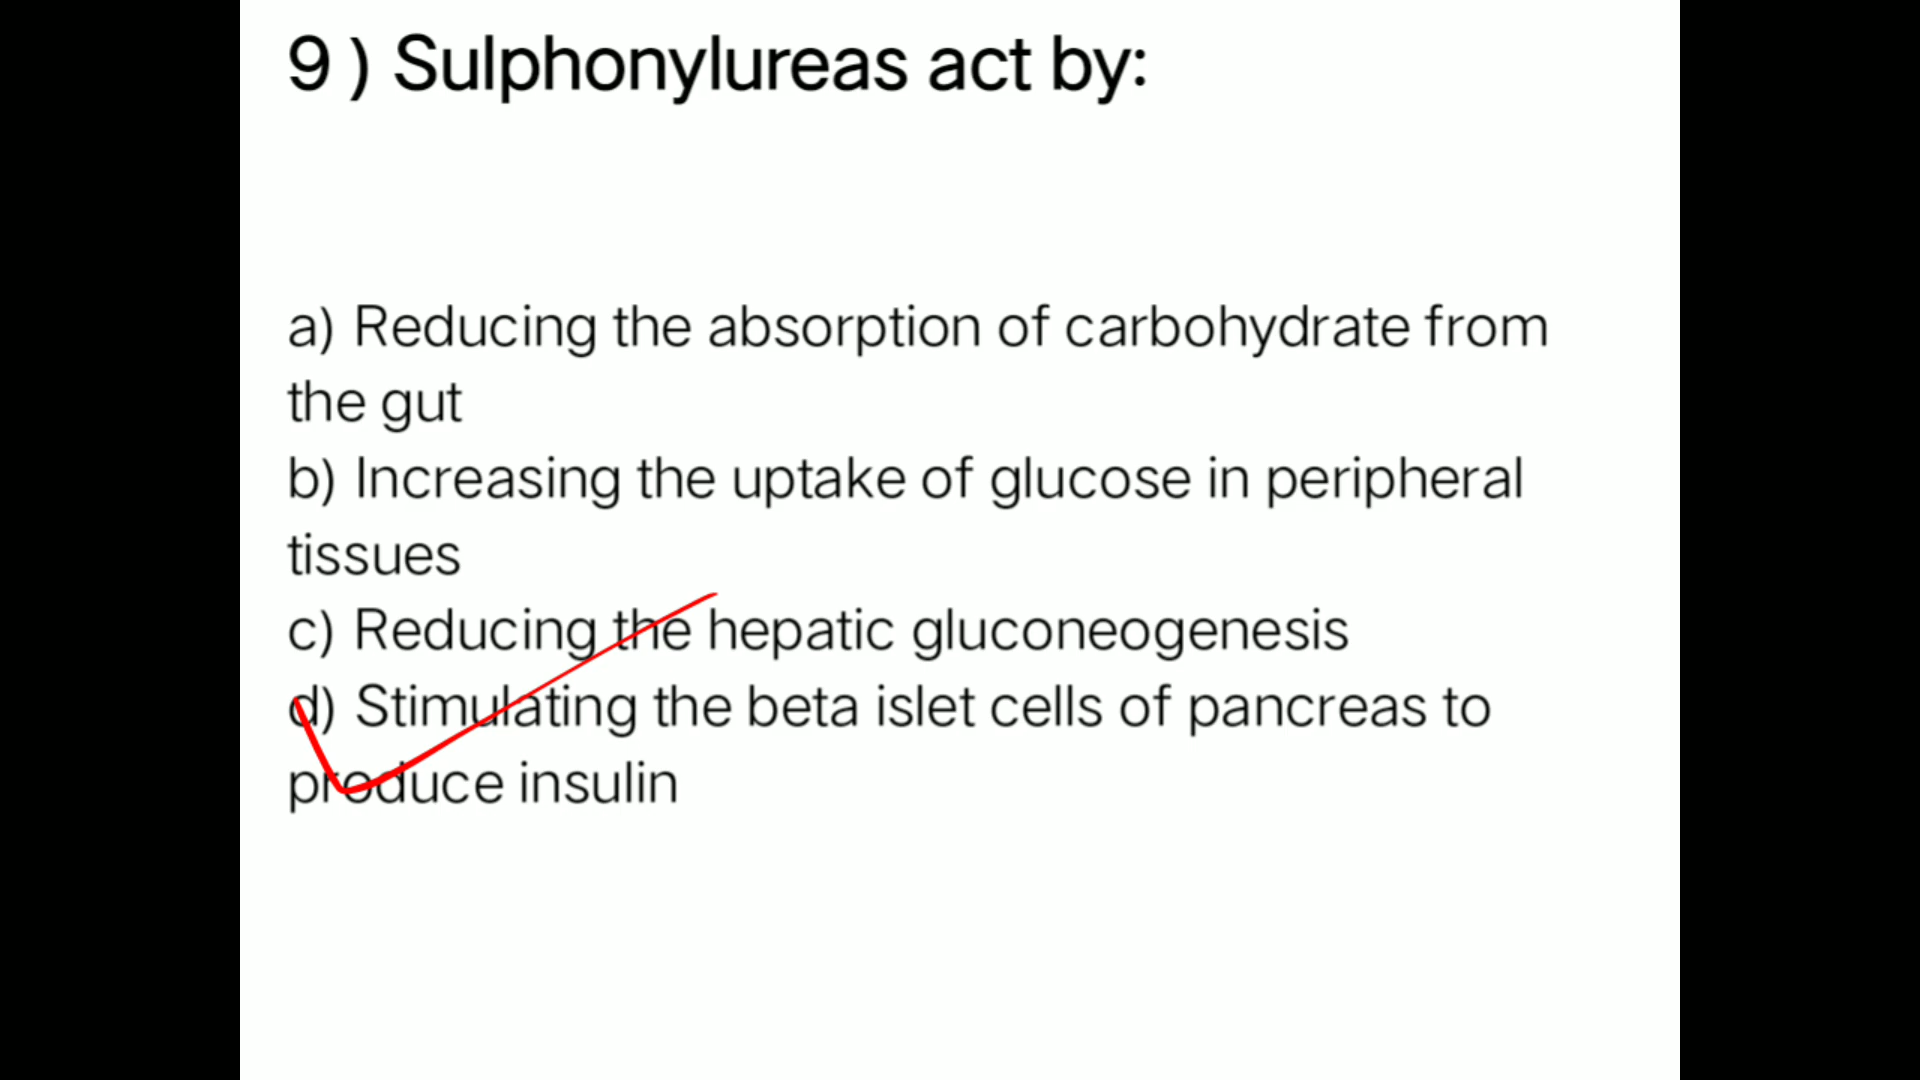 9 ) Sulphonylureas act by:
a) Reducing the absorption of carbohydrate from
the gut
b) Increasing the uptake of glucose in peripheral
tissues
c) Reducing the hepatic gluconeogenesis
d) Stimulating the beta islet cells of pancreas to
produce insulin